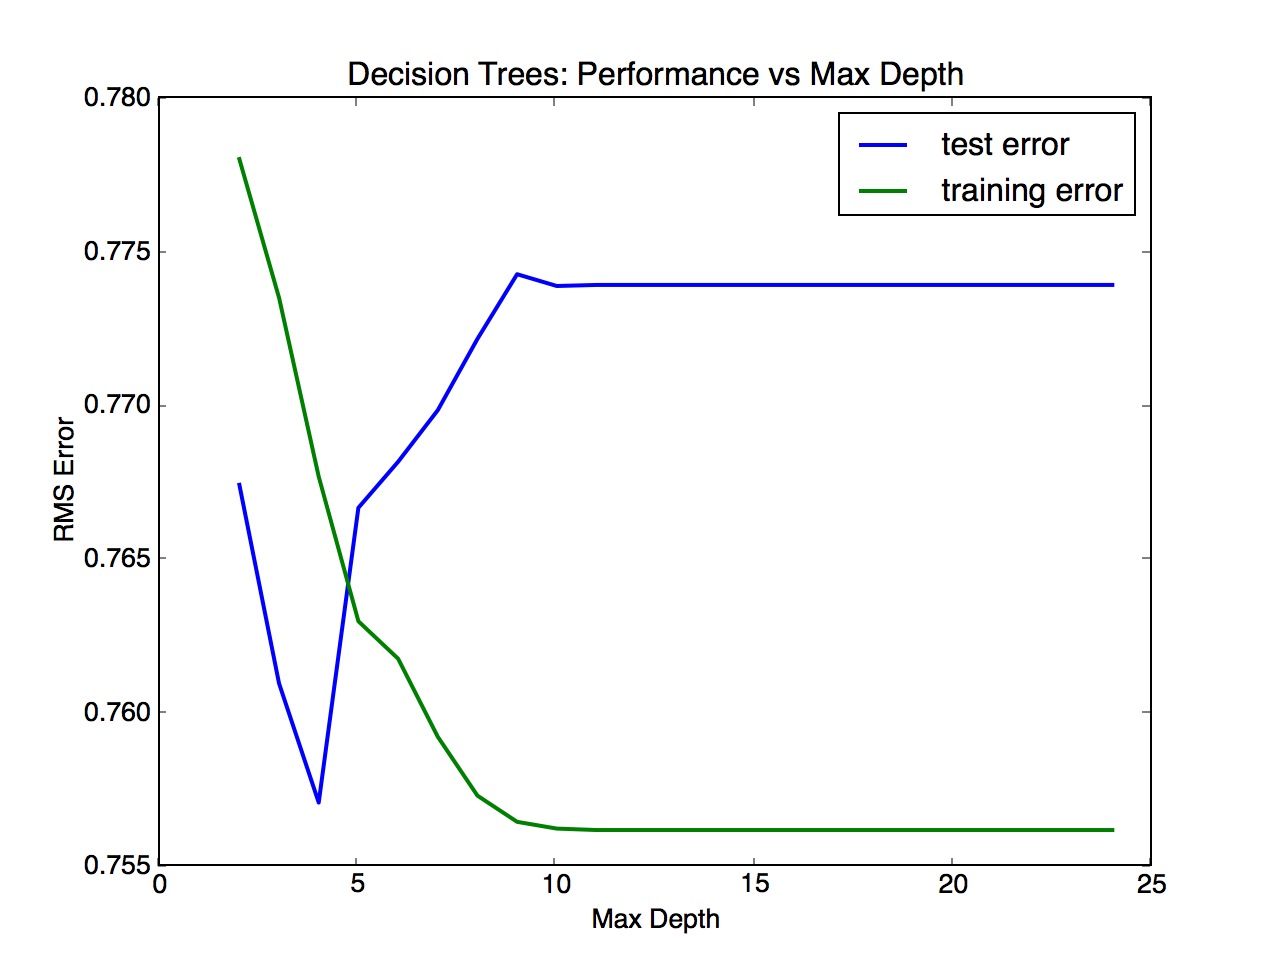 Decision Trees: Performance vs Max Depth
test error
training error
0.780
0.775
0.770
0.765
0.760
0.755
RMS Error
0 5 10 15 20 25
Max Depth